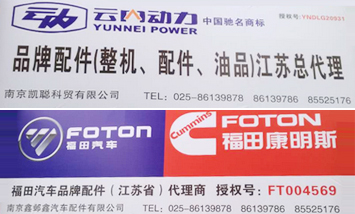 云动
云内动力 中国驰名商标
YUNNEI POWER 授权号:YNDLG20931
品牌配件(整机、配件、油品)江苏总代理
南京凯聪科贸有限公司 TEL:025-86139878 86139786 85525176
FOTON Cummins FOTON
福田汽车 福田康明斯
福田汽车品牌配件(江苏省)代理商 授权号:FT004569
南京鑫邮鑫汽车配件有限公司 TEL:025-86139878 86139786 85525176